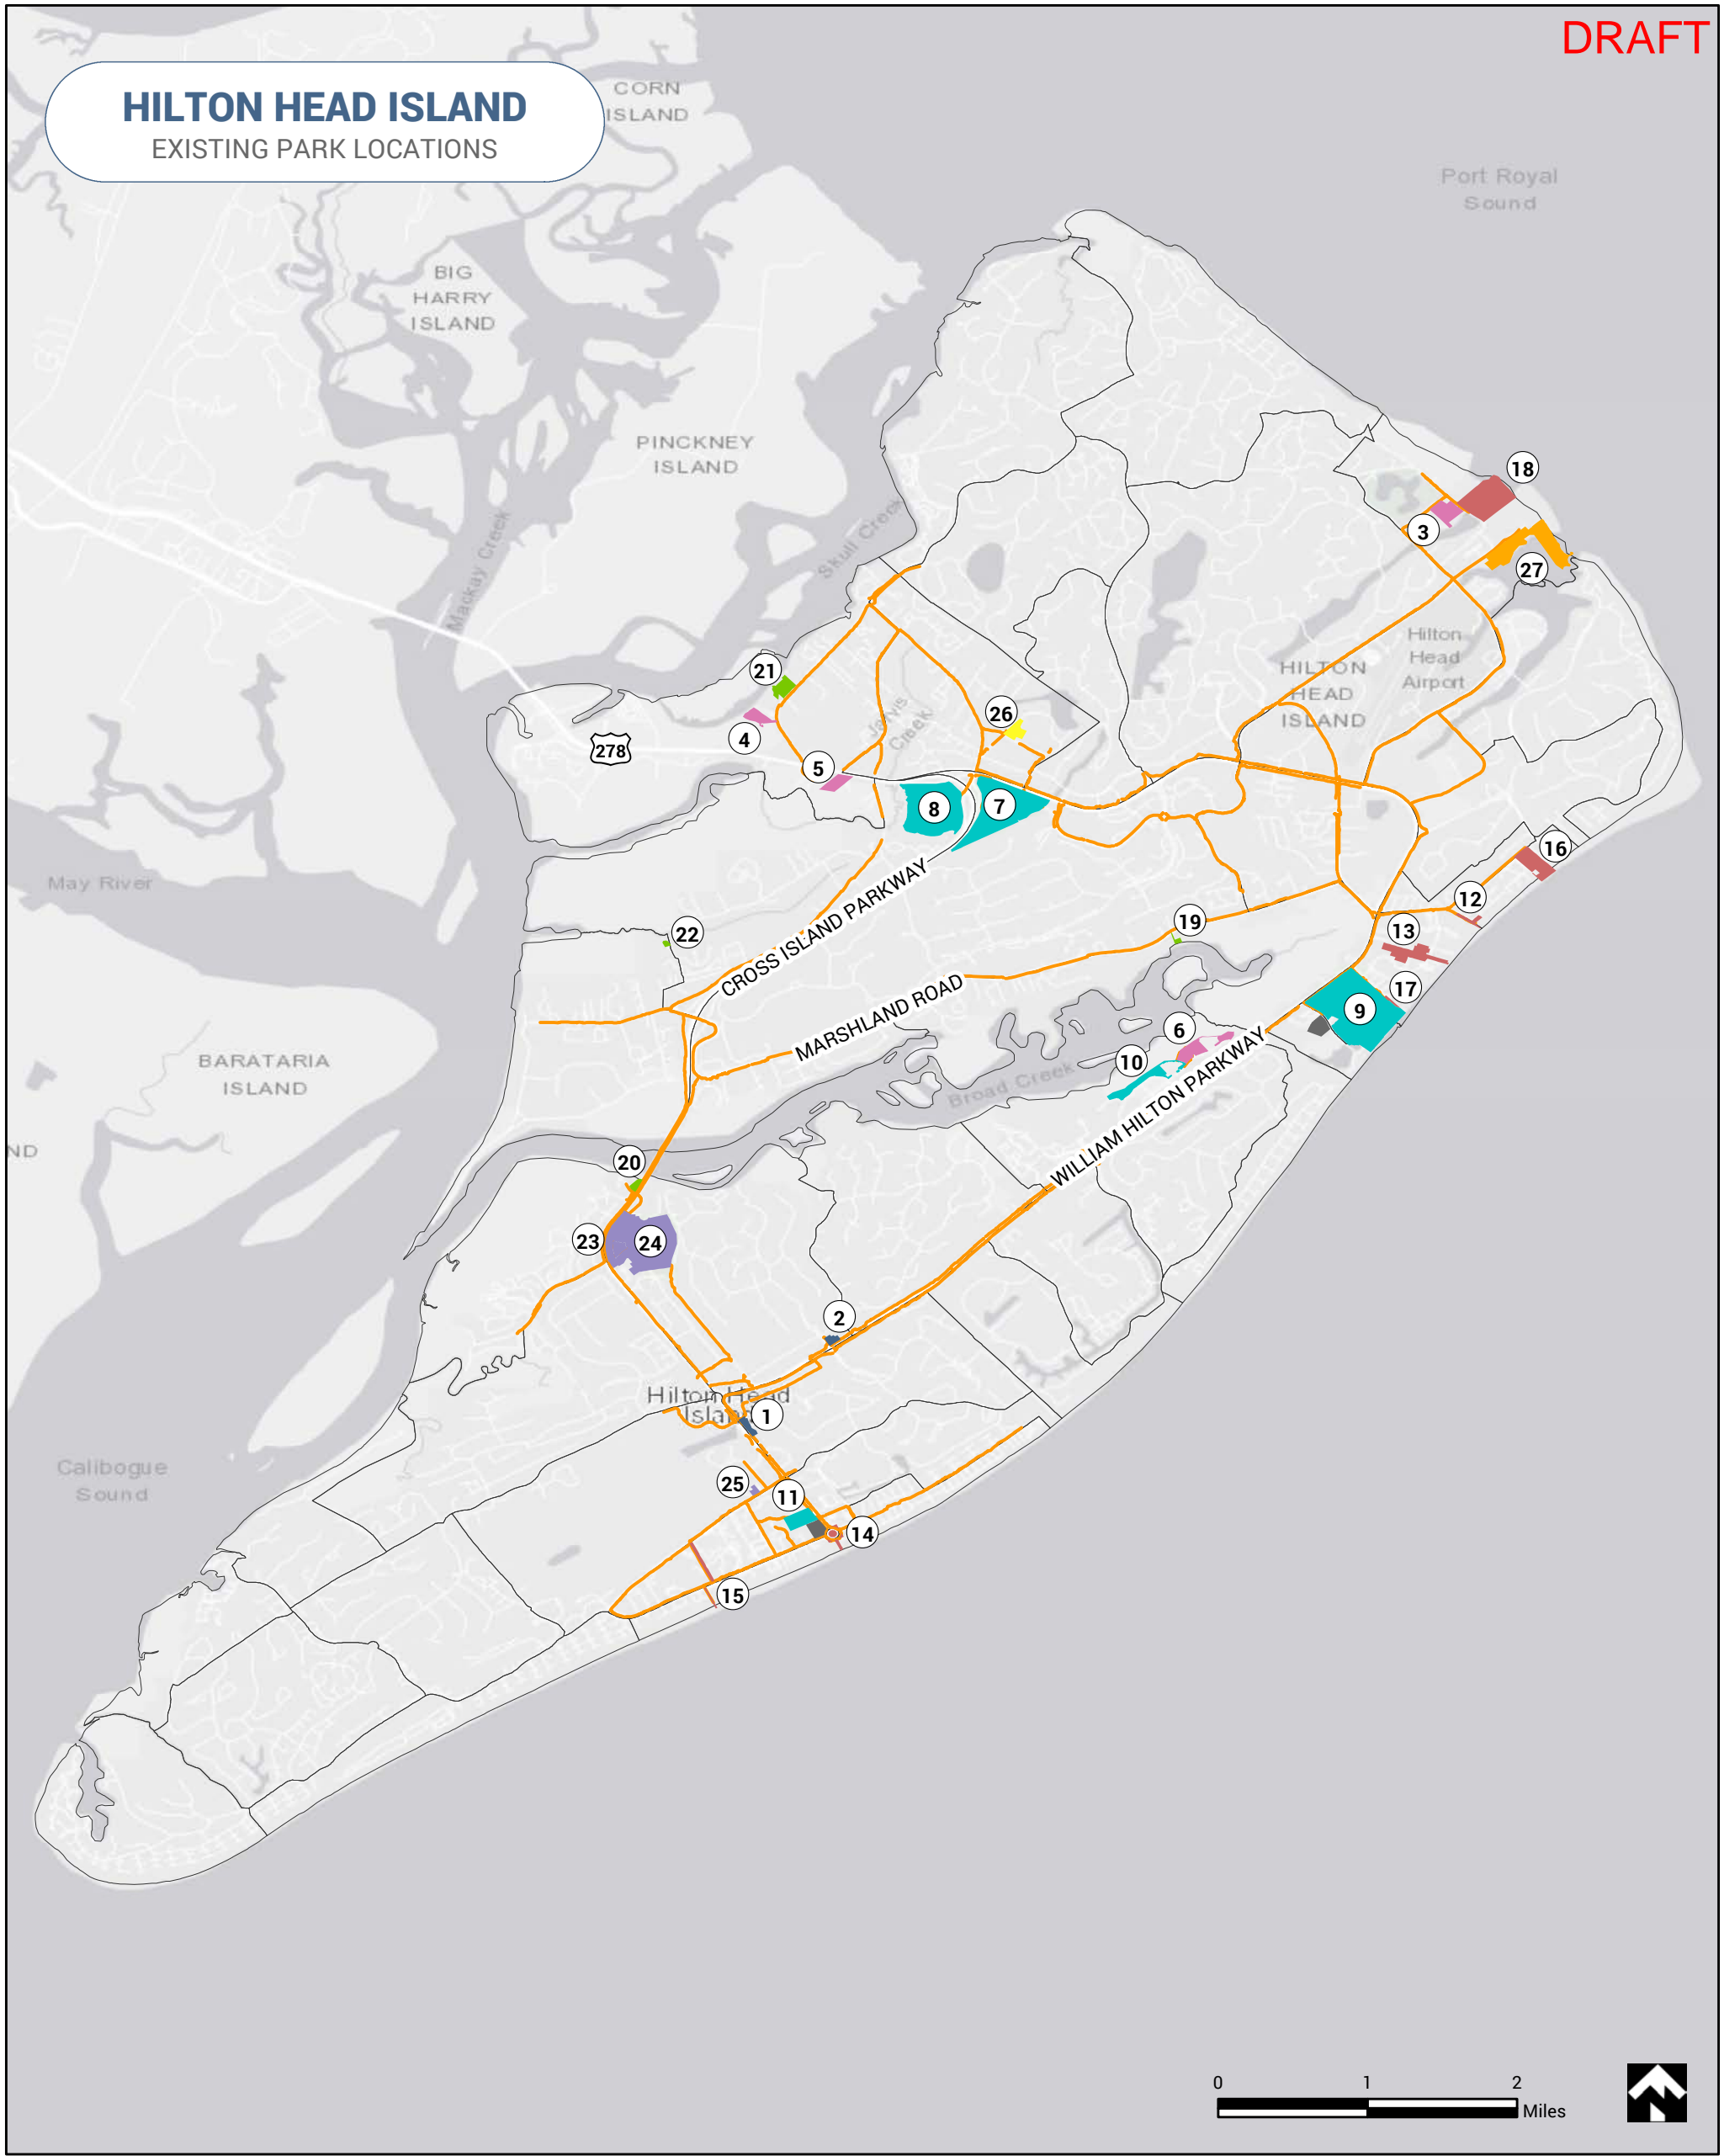 DRAFT
HILTON HEAD ISLAND
EXISTING PARK LOCATIONS
CORN
ISLAND
Port Royal
Sound
BIG
HARRY
ISLAND
PINCKNEY
ISLAND
Skull Creek
Mackay Creek
18
3
27
Hilton
Head
Airport
HILTON
HEAD
ISLAND
21
4
26
Jarvis
Creek
278
5
8
7
16
May River
12
22
19
13
CROSS ISLAND PARKWAY
17
MARSHLAND ROAD
9
6
10
BARATARIA
ISLAND
Broad Creek
WILLIAM HILTON PARKWAY
ND
20
23
24
2
Hilton Head
Island
1
Calibogue
Sound
25
11
14
15
0 1 2
Miles